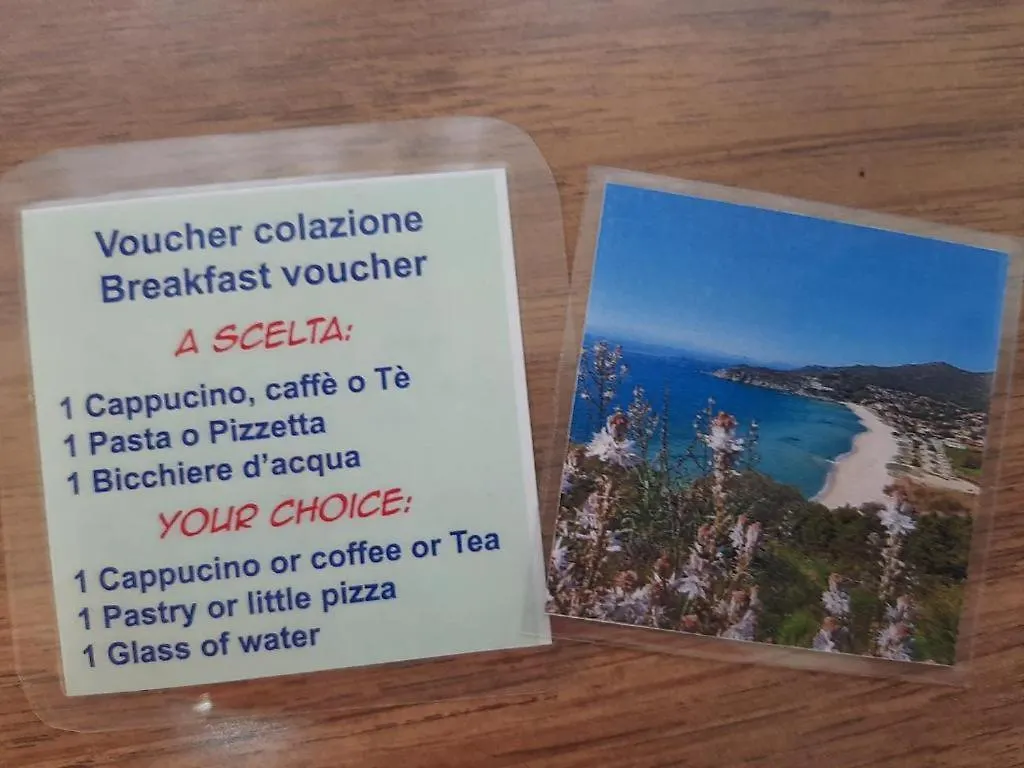 Voucher colazione
Breakfast voucher
A SCELTA:
1 Cappucino, caffè o Tè
1 Pasta o Pizzetta
1 Bicchiere d'acqua
YOUR CHOICE:
1 Cappucino or coffee or Tea
1 Pastry or little pizza
1 Glass of water